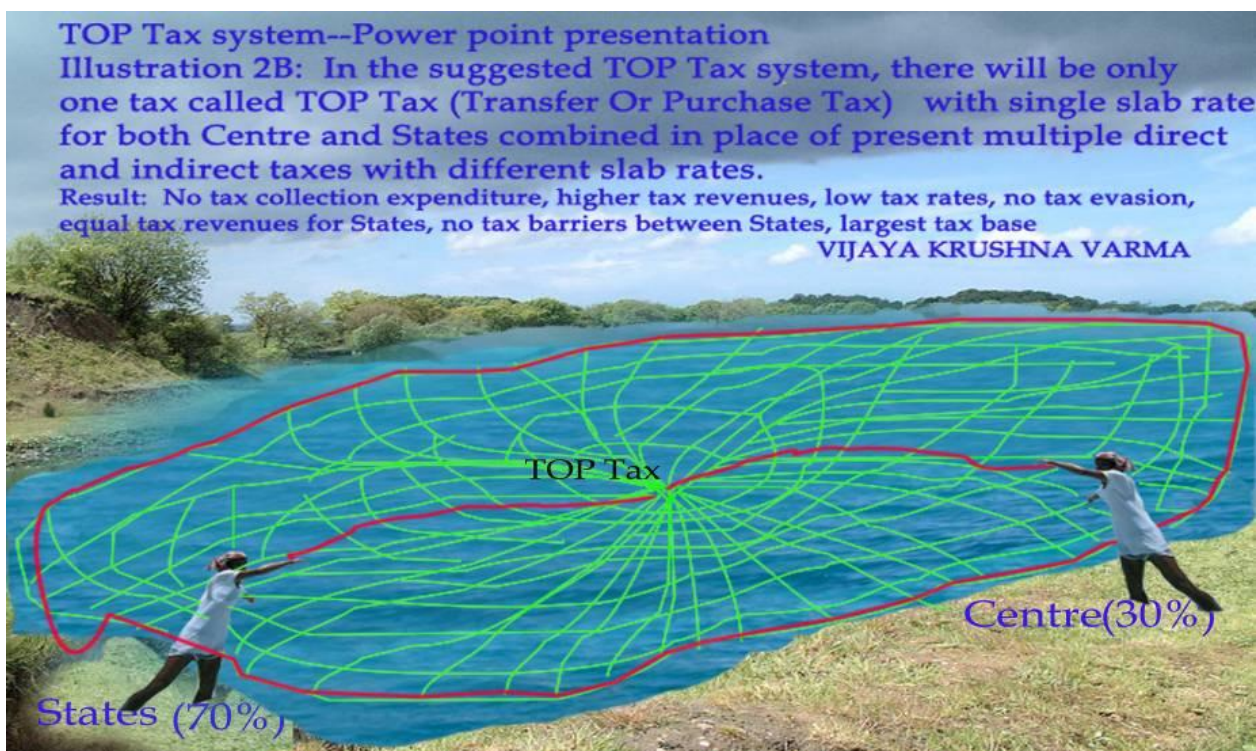 TOP Tax system--Power point presentation
Illustration 2B: In the suggested TOP Tax system, there will be only
one tax called TOP Tax (Transfer Or Purchase Tax) with single slab rate
for both Centre and States combined in place of present multiple direct
and indirect taxes with different slab rates.
Result: No tax collection expenditure, higher tax revenues, low tax rates, no tax evasion,
equal tax revenues for States, no tax barriers between States, largest tax base
VIJAYA KRUSHNA VARMA
TOP Tax
Centre(30%)
States (70%)